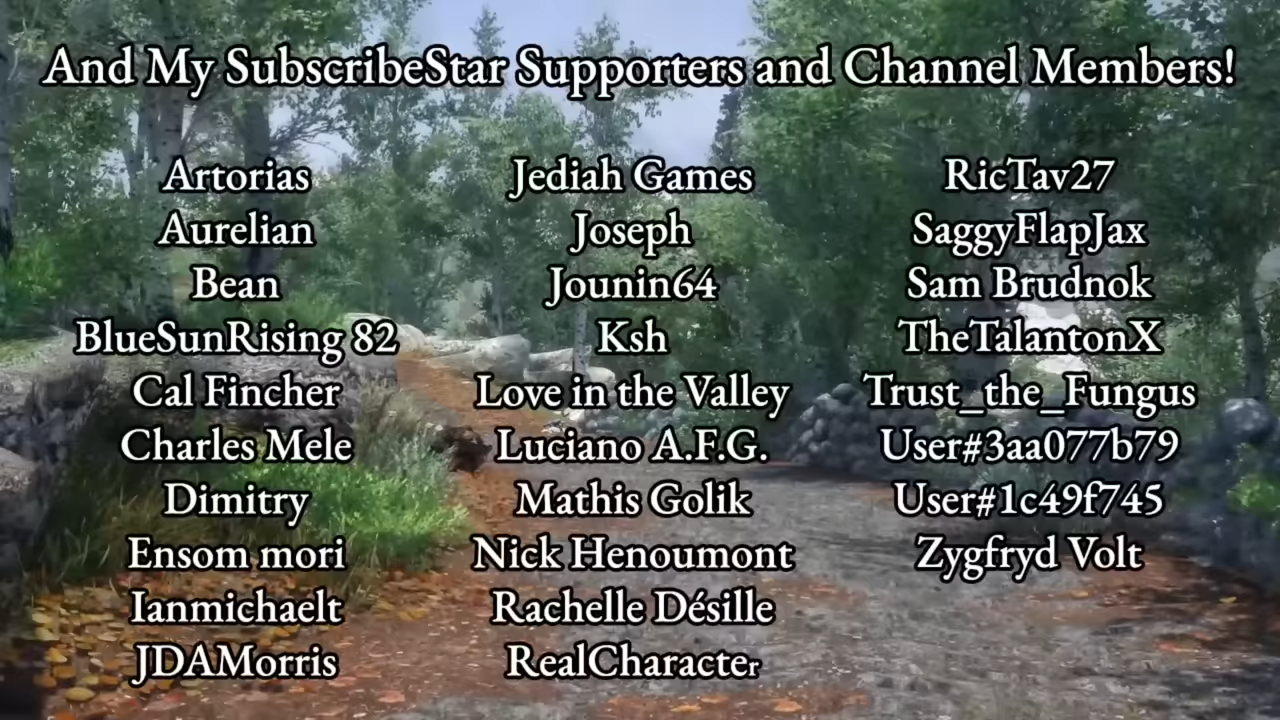 And My SubscribeStar Supporters and Channel Members!
Artorias
Aurelian
Bean
BlueSunRising 82
Cal Fincher
Charles Mele
Dimitry
Ensom mori
Ianmichaelt
JDAMorris
Jediah Games
Joseph
Jounin64
Ksh
Love in the Valley
Luciano A.F.G.
Mathis Golik
Nick Henoumont
Rachelle Désille
RealCharacter
RicTav27
SaggyFlapJax
Sam Brudnok
TheTalantonX
Trust_the_Fungus
User#3aa077b79
User#1c49f745
Zygfryd Volt